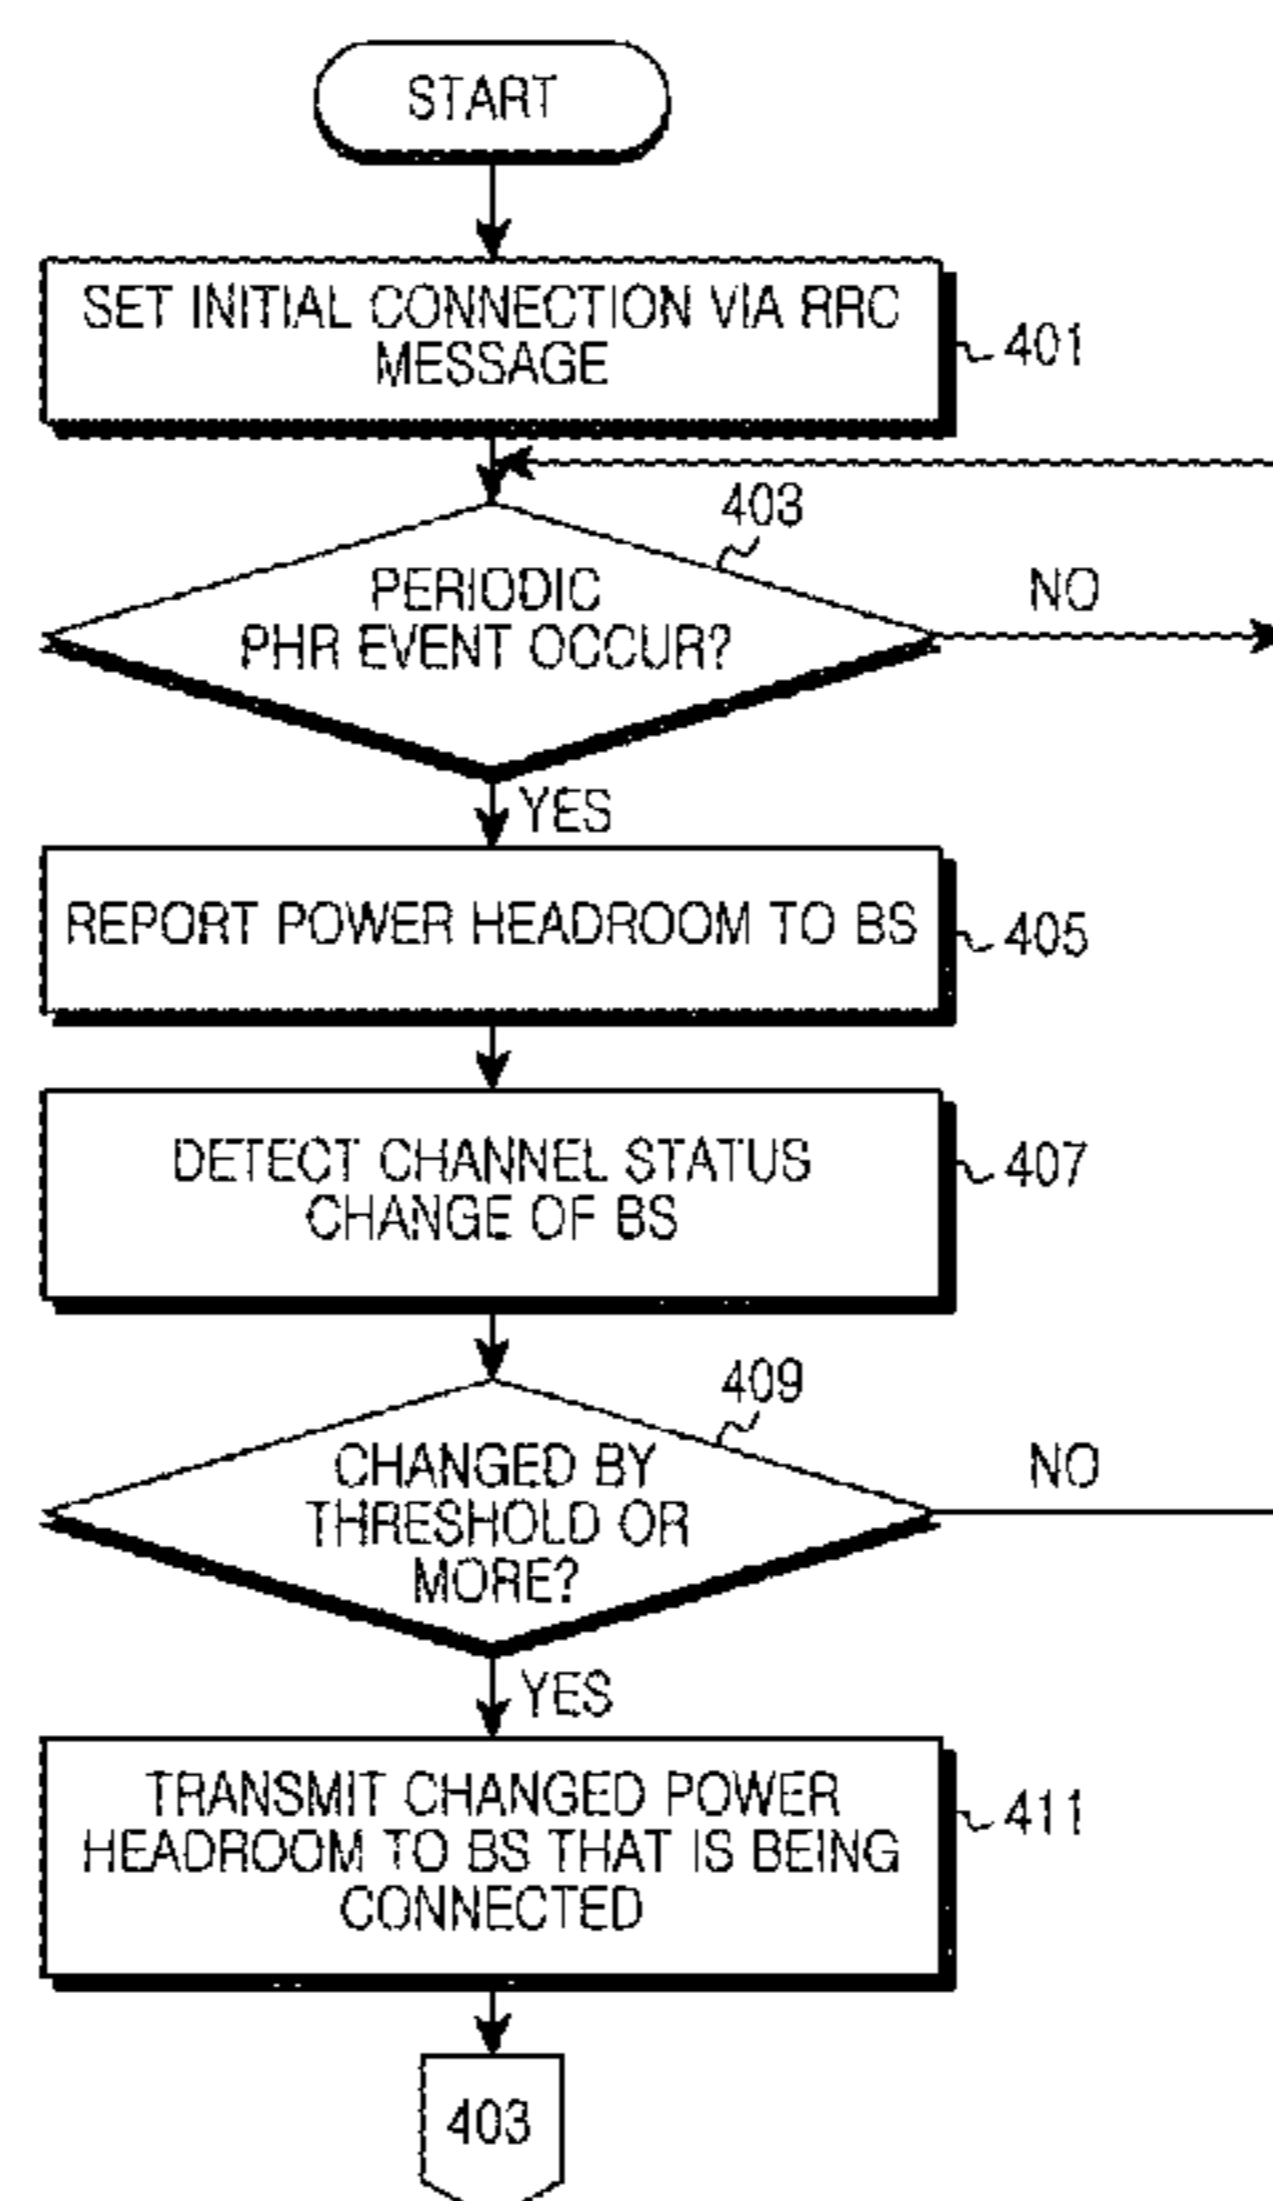 START
SET INITIAL CONNECTION VIA RRC
MESSAGE
401
403
PERIODIC
PHR EVENT OCCUR?
NO
YES
REPORT POWER HEADROOM TO BS
405
DETECT CHANNEL STATUS
CHANGE OF BS
407
409
CHANGED BY
THRESHOLD OR
MORE?
NO
YES
TRANSMIT CHANGED POWER
HEADROOM TO BS THAT IS BEING
CONNECTED
411
403